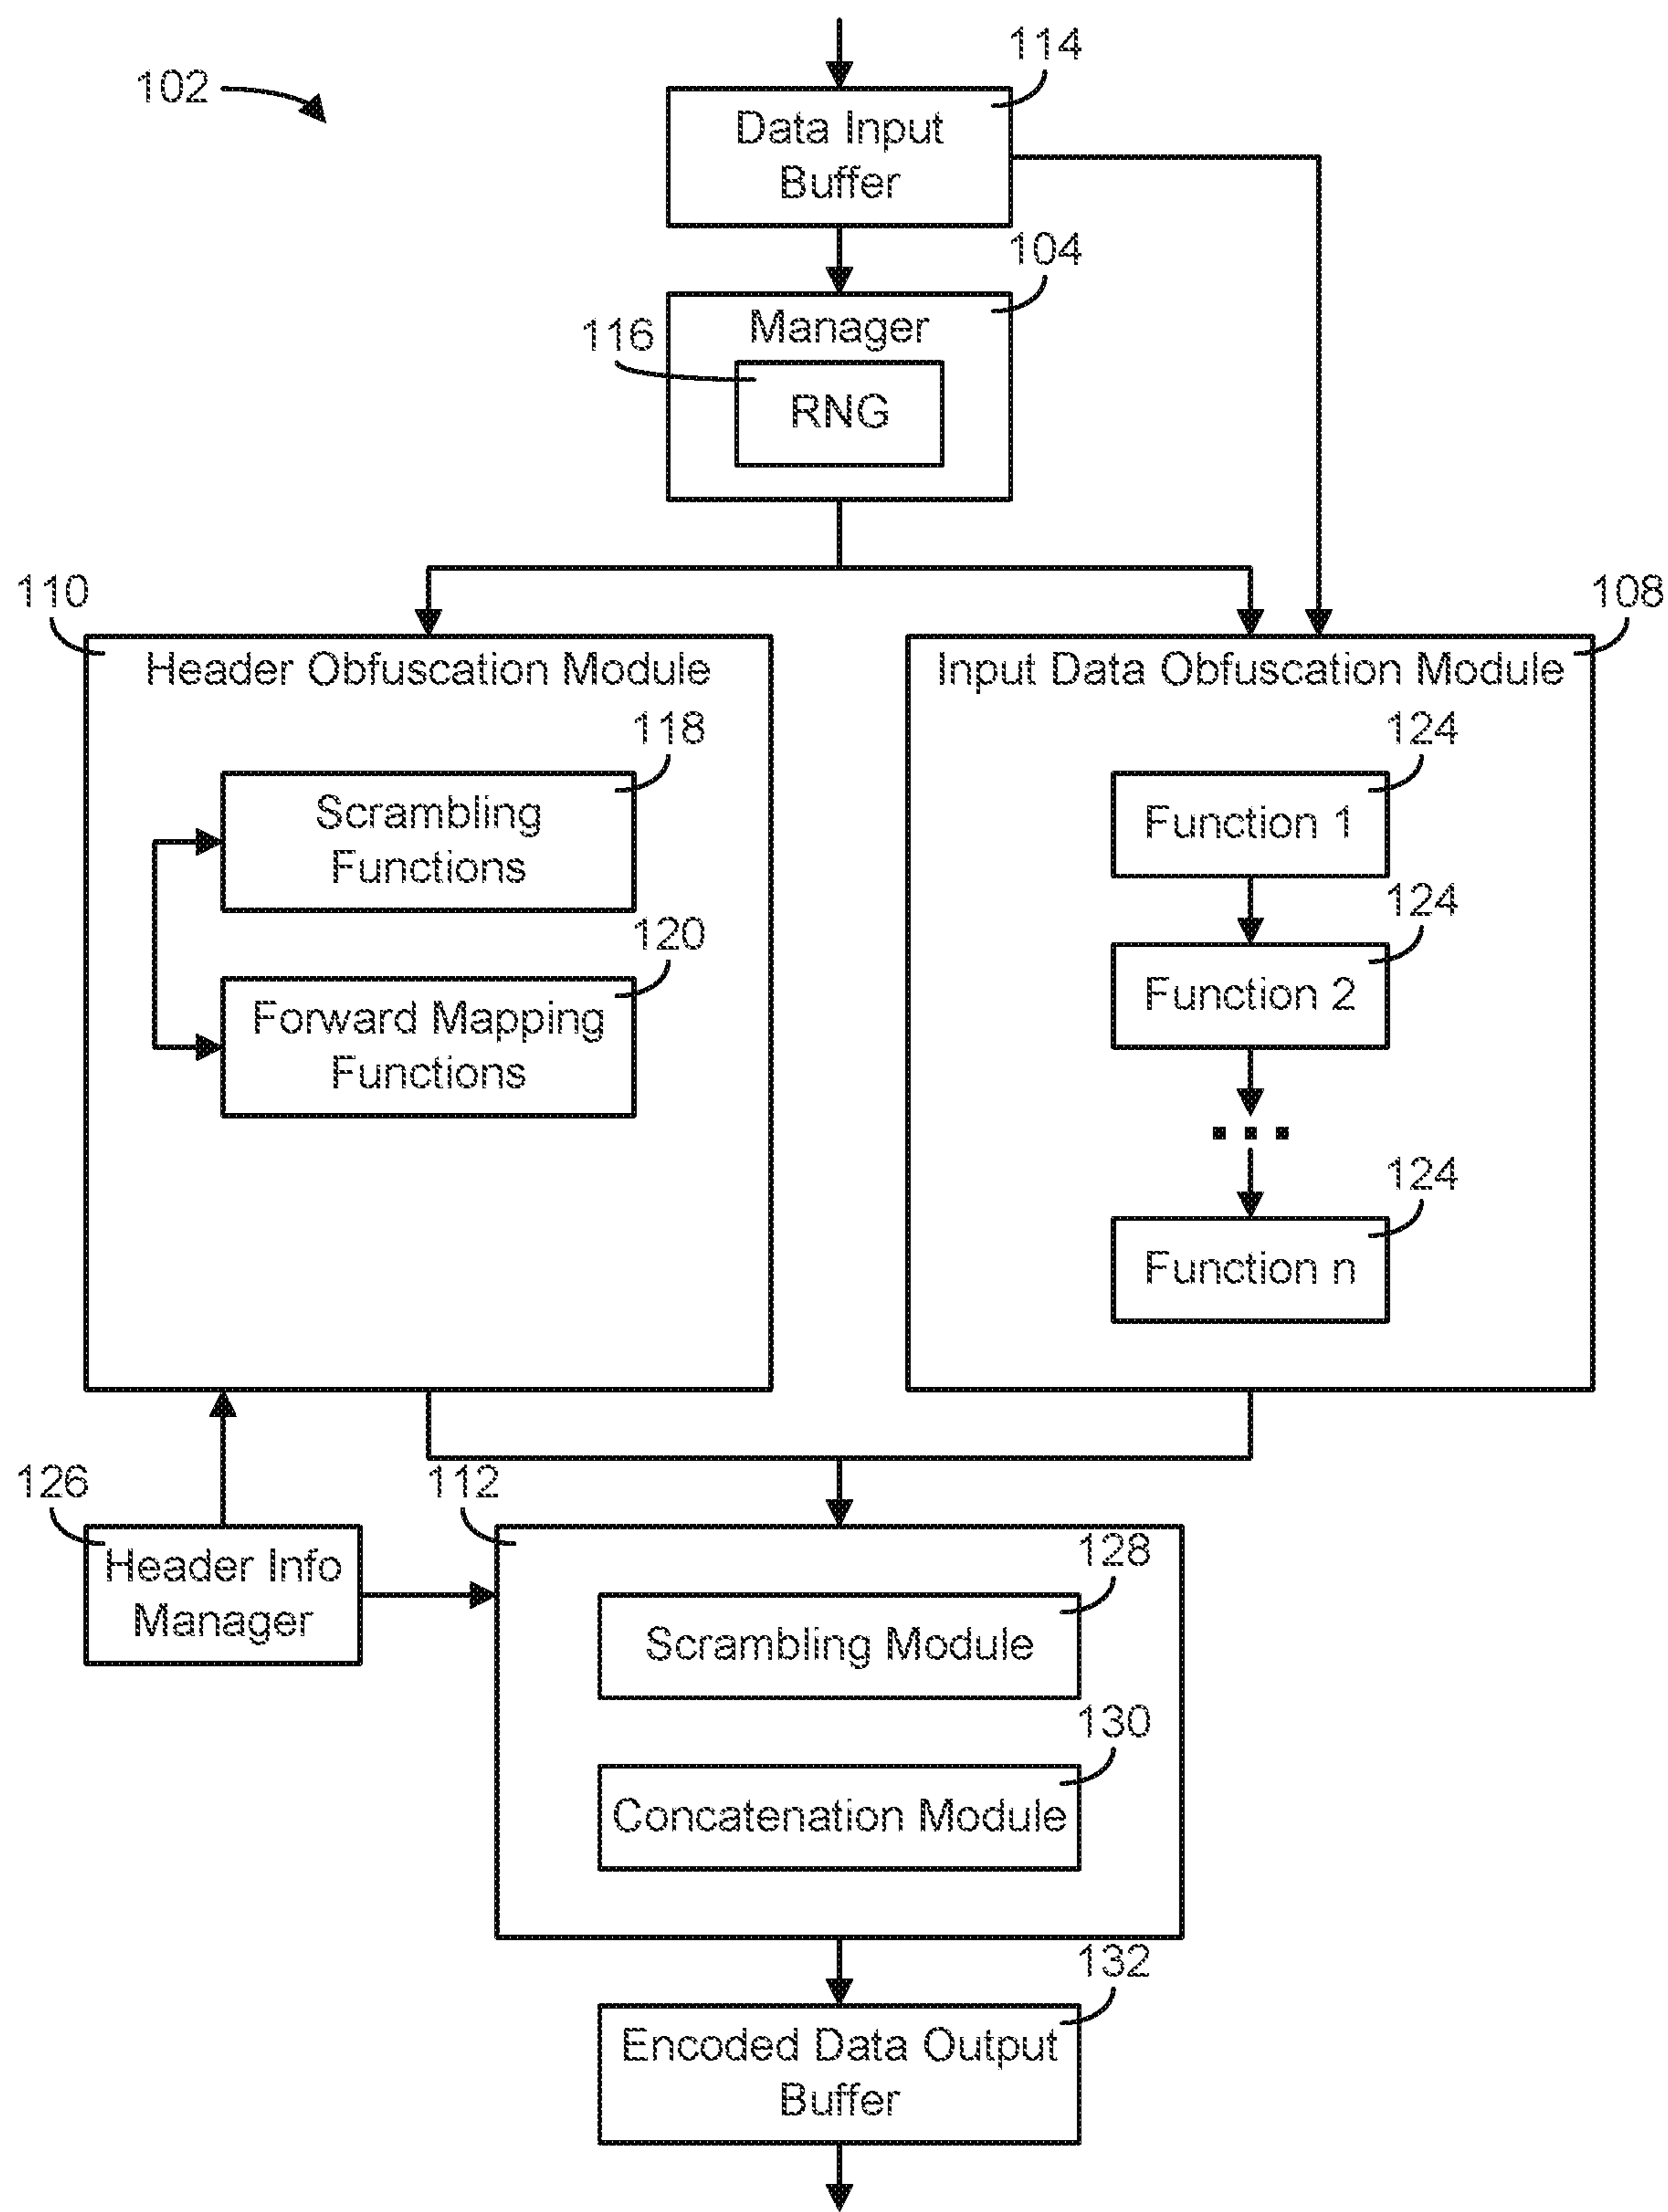 114
102
Data Input
Buffer
104
Manager
116
RNG
110
108
Header Obfuscation Module
Input Data Obfuscation Module
118
124
Scrambling
Functions
Function 1
120
124
Forward Mapping
Functions
Function 2
...
124
Function n
126
112
Header Info
Manager
128
Scrambling Module
130
Concatenation Module
132
Encoded Data Output
Buffer